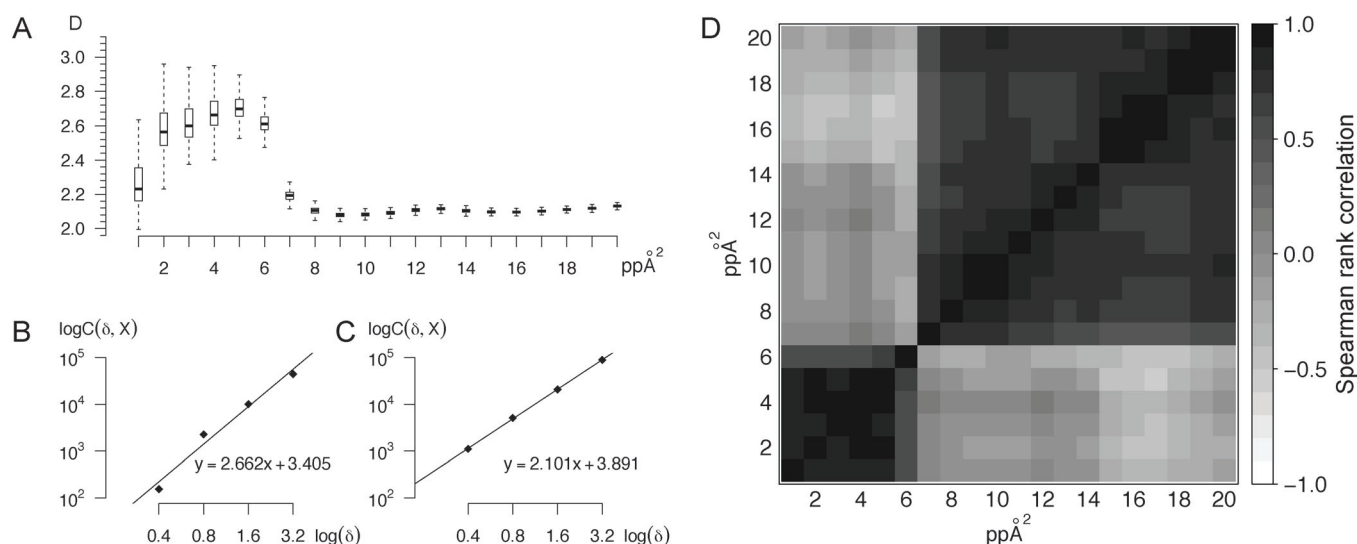 A
D
3.0
2.8
2.6
2.4
2.2
2.0
2 4 6 8 10 12 14 16 18 ppÅ²
B
logC(δ, X)
10⁵
10⁴
10³
10²
y = 2.662x + 3.405
0.4 0.8 1.6 3.2 log(δ)
C
logC(δ, X)
10⁵
10⁴
10³
10²
y = 2.101x + 3.891
0.4 0.8 1.6 3.2 log(δ)
D
ppÅ²
20
18
16
14
12
10
8
6
4
2
2 4 6 8 10 12 14 16 18 20
ppÅ²
1.0
0.5
0.0
−0.5
−1.0
Spearman rank correlation